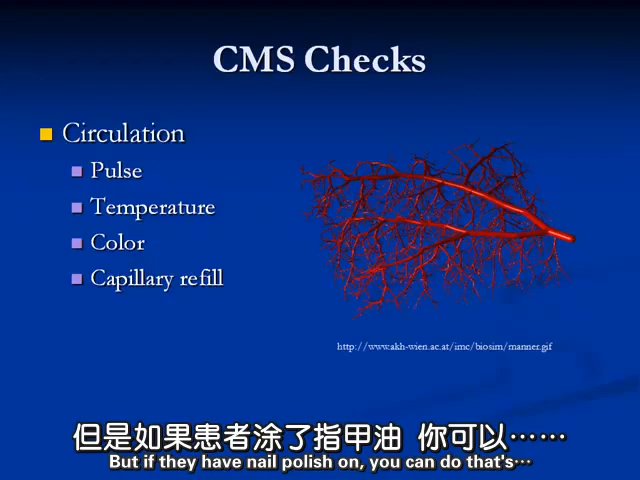 CMS Checks
Circulation
Pulse
Temperature
Color
Capillary refill
http://www.akh-wien.ac.at/imc/biosim/manner.gif
但是如果患者涂了指甲油 你可以……
But if they have nail polish on, you can do that's…